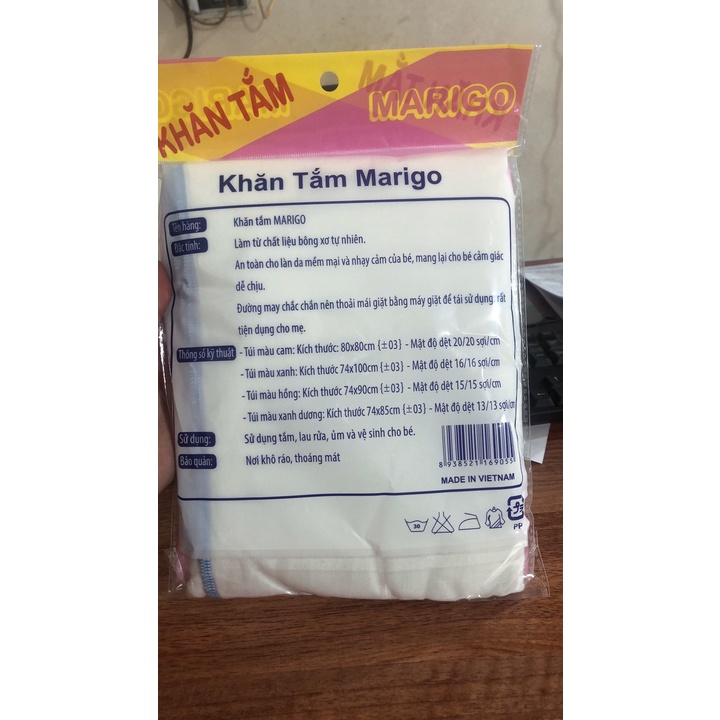 KHĂN TẮM
MARIGO
Khăn Tắm Marigo
Tên hàng: Khăn tắm MARIGO
Đặc tính: Làm từ chất liệu bông xơ tự nhiên.
An toàn cho làn da mềm mại và nhạy cảm của bé, mang lại cho bé cảm giác
dễ chịu.
Đường may chắc chắn nên thoải mái giặt bằng máy giặt để tái sử dụng, rất
tiện dụng cho mẹ.
Thông số kỹ thuật - Túi màu cam: Kích thước: 80x80cm {±03} - Mật độ dệt 20/20 sợi/cm
- Túi màu xanh: Kích thước 74x100cm {±03} - Mật độ dệt 16/16 sợi/cm
- Túi màu hồng: Kích thước 74x90cm {±03} - Mật độ dệt 15/15 sợi/cm
- Túi màu xanh dương: Kích thước 74x85cm {±03} - Mật độ dệt 13/13 sợi/cm
Sử dụng: Sử dụng tắm, lau rửa, ủm và vệ sinh cho bé.
Bảo quản: Nơi khô ráo, thoáng mát
8 938521 169055
MADE IN VIETNAM
30
PP